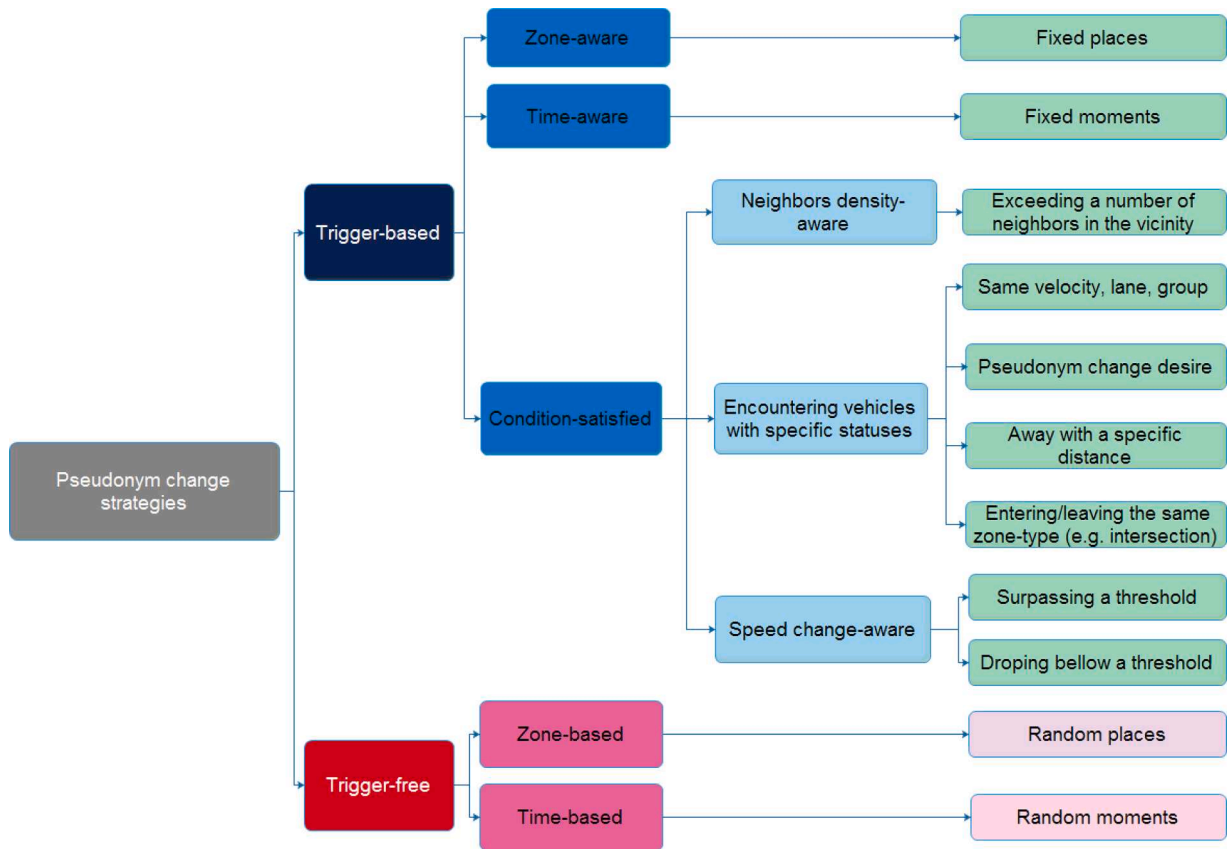 Zone-aware
Fixed places
Time-aware
Fixed moments
Trigger-based
Neighbors density-
aware
Exceeding a number of
neighbors in the vicinity
Same velocity, lane, group
Pseudonym change desire
Condition-satisfied
Encountering vehicles
with specific statuses
Away with a specific
distance
Pseudonym change
strategies
Entering/leaving the same
zone-type (e.g. intersection)
Speed change-aware
Surpassing a threshold
Droping bellow a threshold
Trigger-free
Zone-based
Random places
Time-based
Random moments